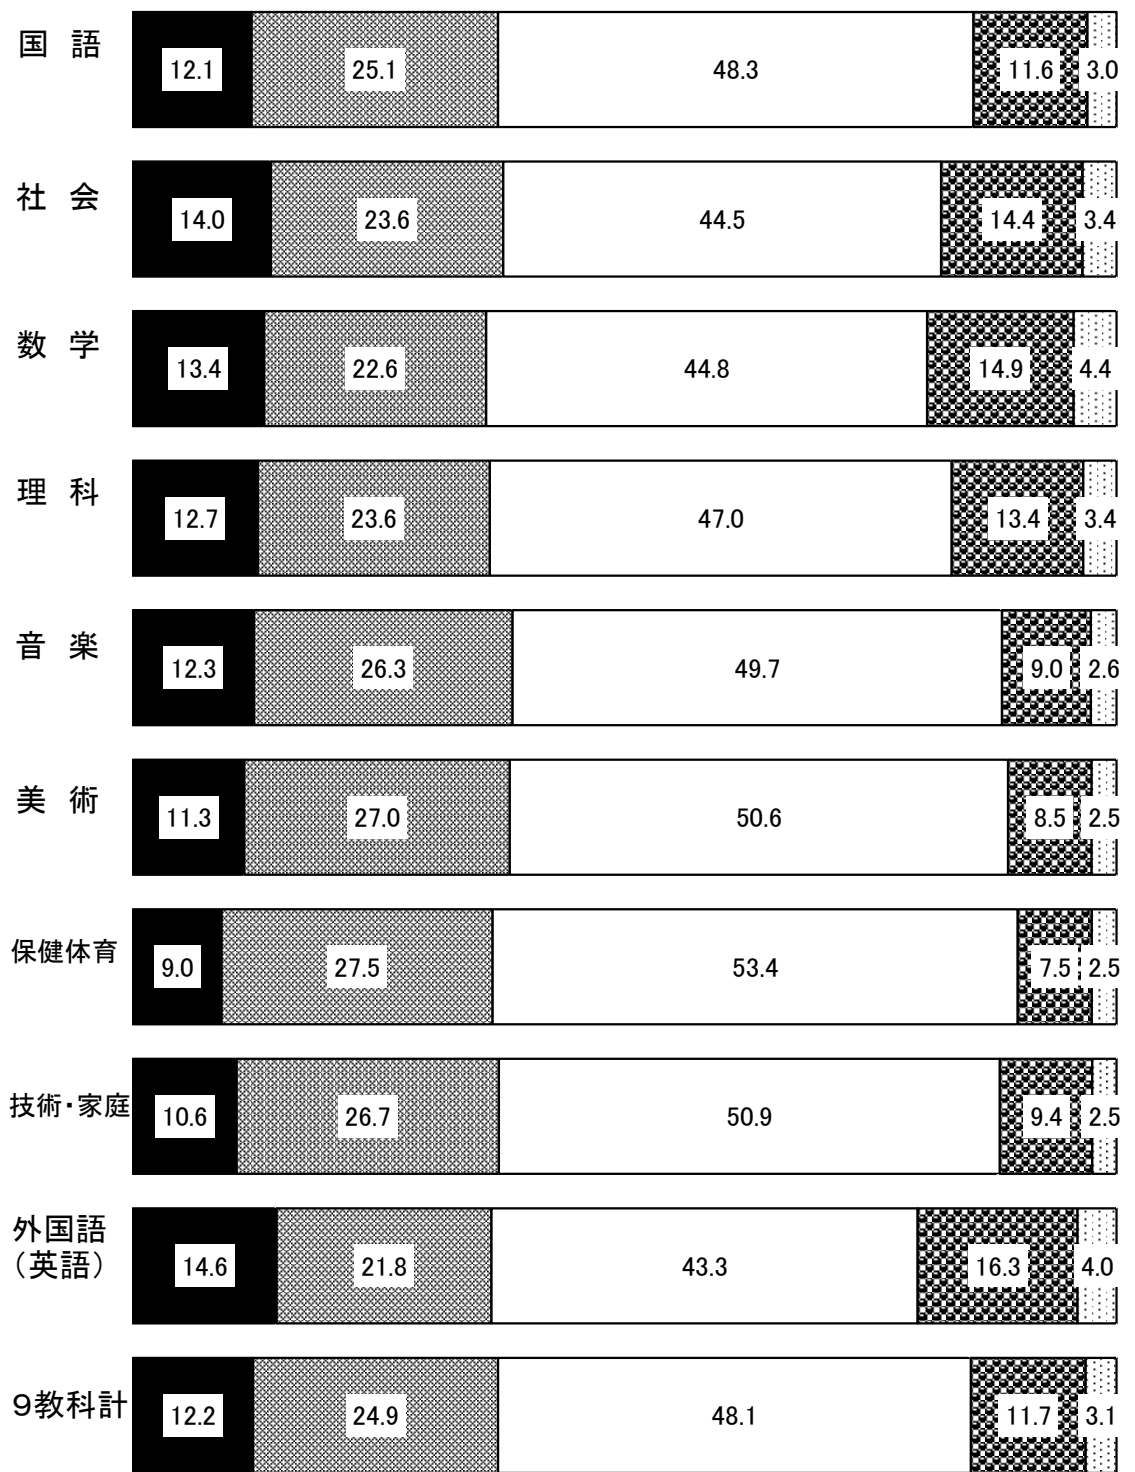 国 語 12.1 25.1 48.3 11.6 3.0
社 会 14.0 23.6 44.5 14.4 3.4
数 学 13.4 22.6 44.8 14.9 4.4
理 科 12.7 23.6 47.0 13.4 3.4
音 楽 12.3 26.3 49.7 9.0 2.6
美 術 11.3 27.0 50.6 8.5 2.5
保健体育 9.0 27.5 53.4 7.5 2.5
技術・家庭 10.6 26.7 50.9 9.4 2.5
外国語
（英語） 14.6 21.8 43.3 16.3 4.0
9教科計 12.2 24.9 48.1 11.7 3.1